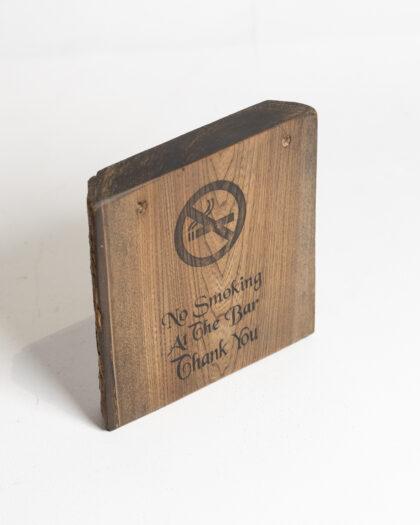 No Smoking
At The Bar
Thank You